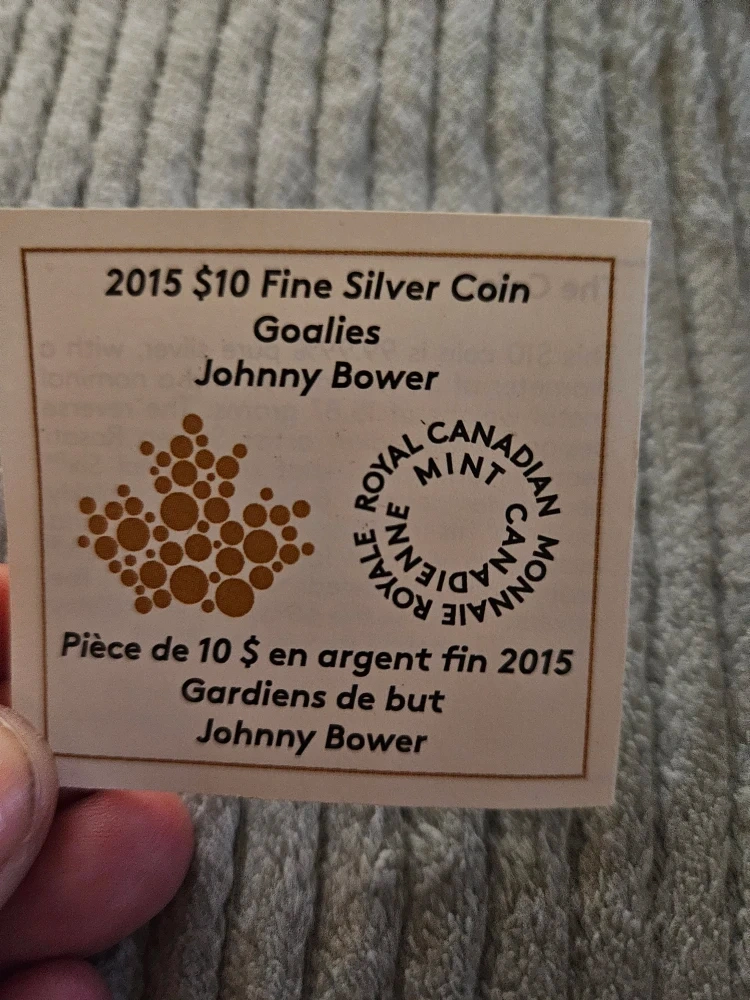 2015 $10 Fine Silver Coin
Goalies
Johnny Bower
ROYAL CANADIAN MINT
MONNAIE ROYALE CANADIENNE
Pièce de 10 $ en argent fin 2015
Gardiens de but
Johnny Bower